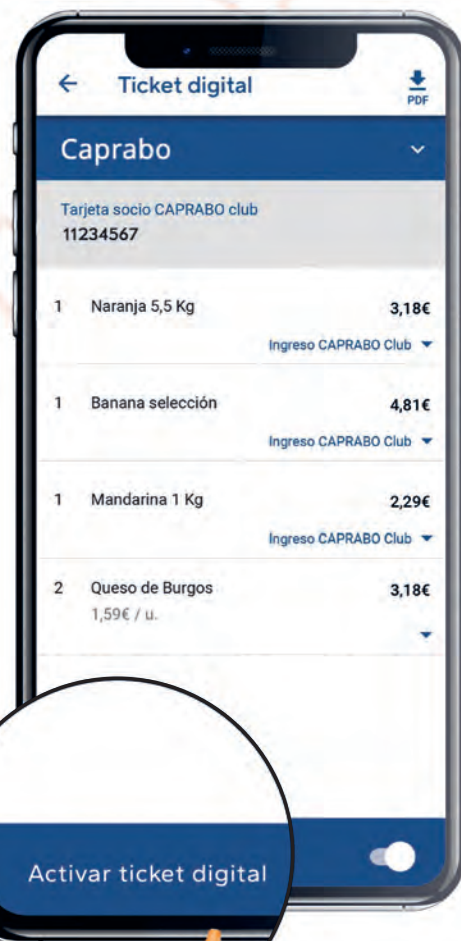 Ticket digital
PDF
Caprabo
Tarjeta socio CAPRABO club
11234567
1 Naranja 5,5 Kg 3,18€
Ingreso CAPRABO Club
1 Banana selección 4,81€
Ingreso CAPRABO Club
1 Mandarina 1 Kg 2,29€
Ingreso CAPRABO Club
2 Queso de Burgos 3,18€
1,59€ / u.
Activar ticket digital